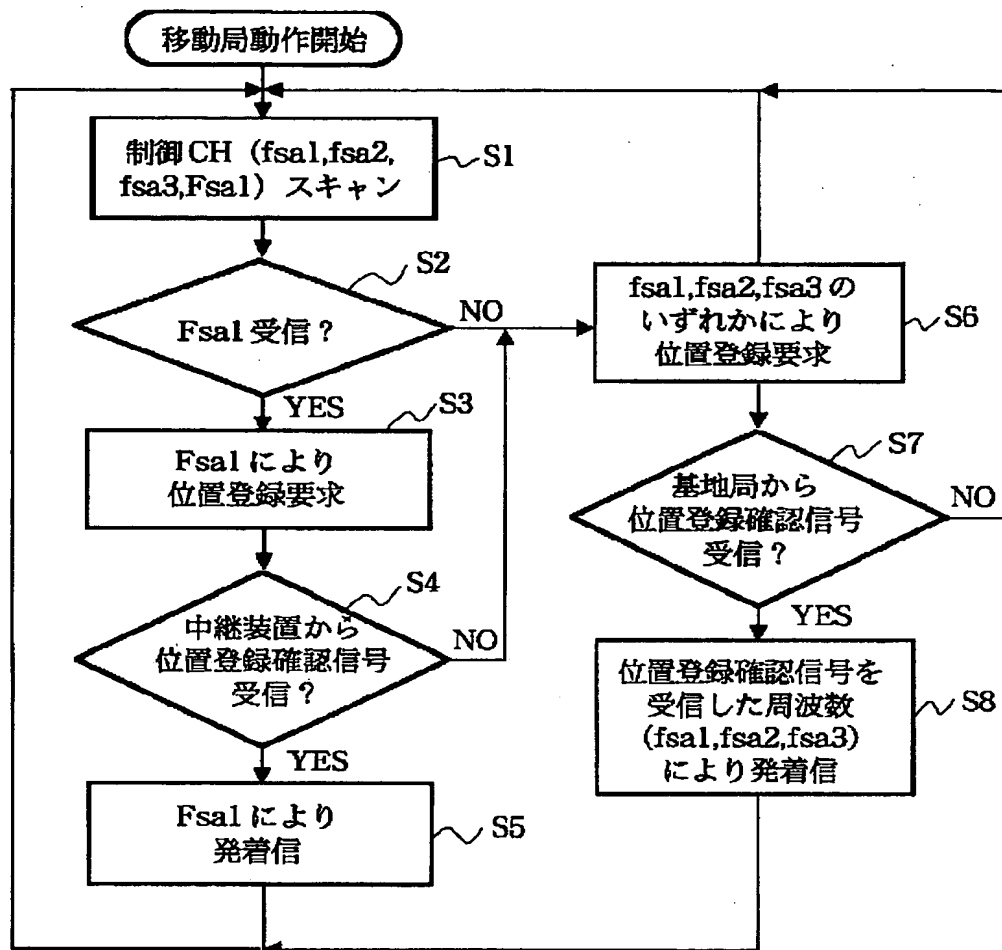 移動局動作開始
制御CH(fsa1,fsa2,
fsa3,Fsa1)スキャン
S1
S2
Fsa1受信?
NO
YES
S3
Fsa1により
位置登録要求
S4
中継装置から
位置登録確認信号
受信?
NO
YES
Fsa1により
発着信
S5
fsa1,fsa2,fsa3の
いずれかにより
位置登録要求
S6
S7
基地局から
位置登録確認信号
受信?
NO
YES
位置登録確認信号を
受信した周波数
(fsa1,fsa2,fsa3)
により発着信
S8